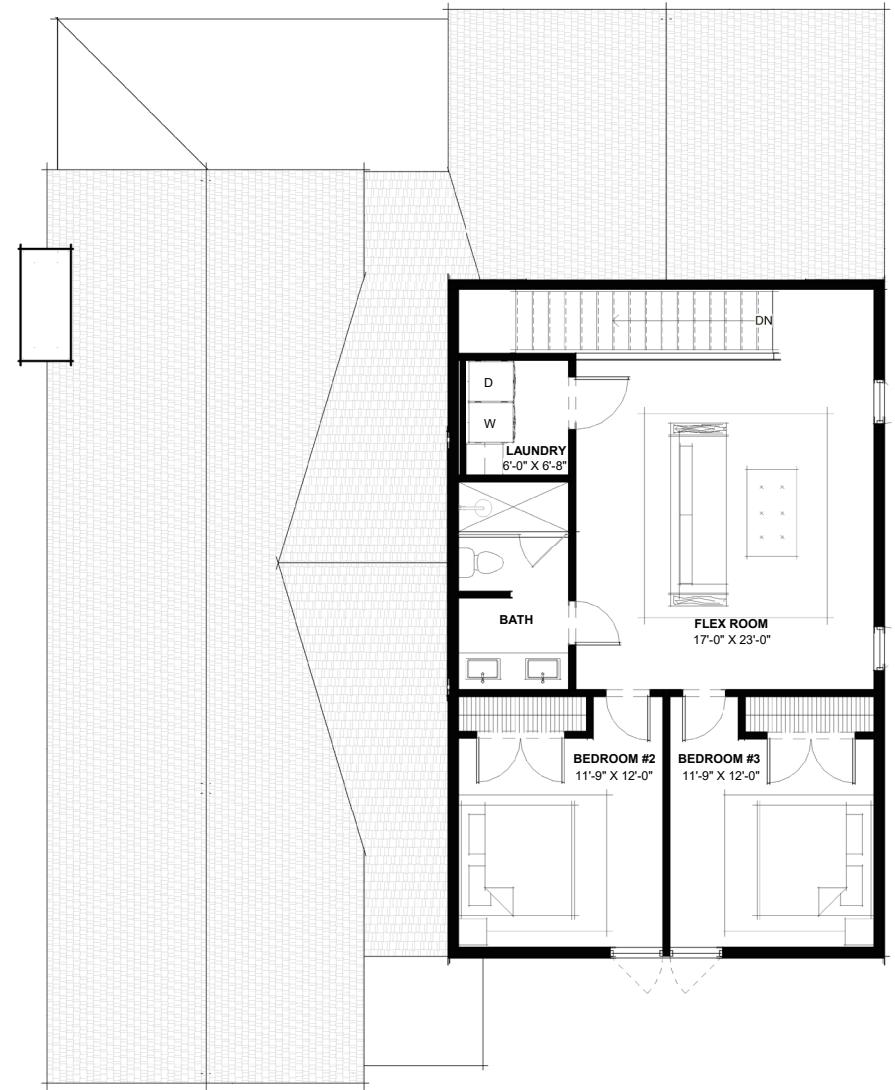 DN
D
W
LAUNDRY
6'-0" X 6'-8"
BATH
FLEX ROOM
17'-0" X 23'-0"
BEDROOM #2
11'-9" X 12'-0"
BEDROOM #3
11'-9" X 12'-0"